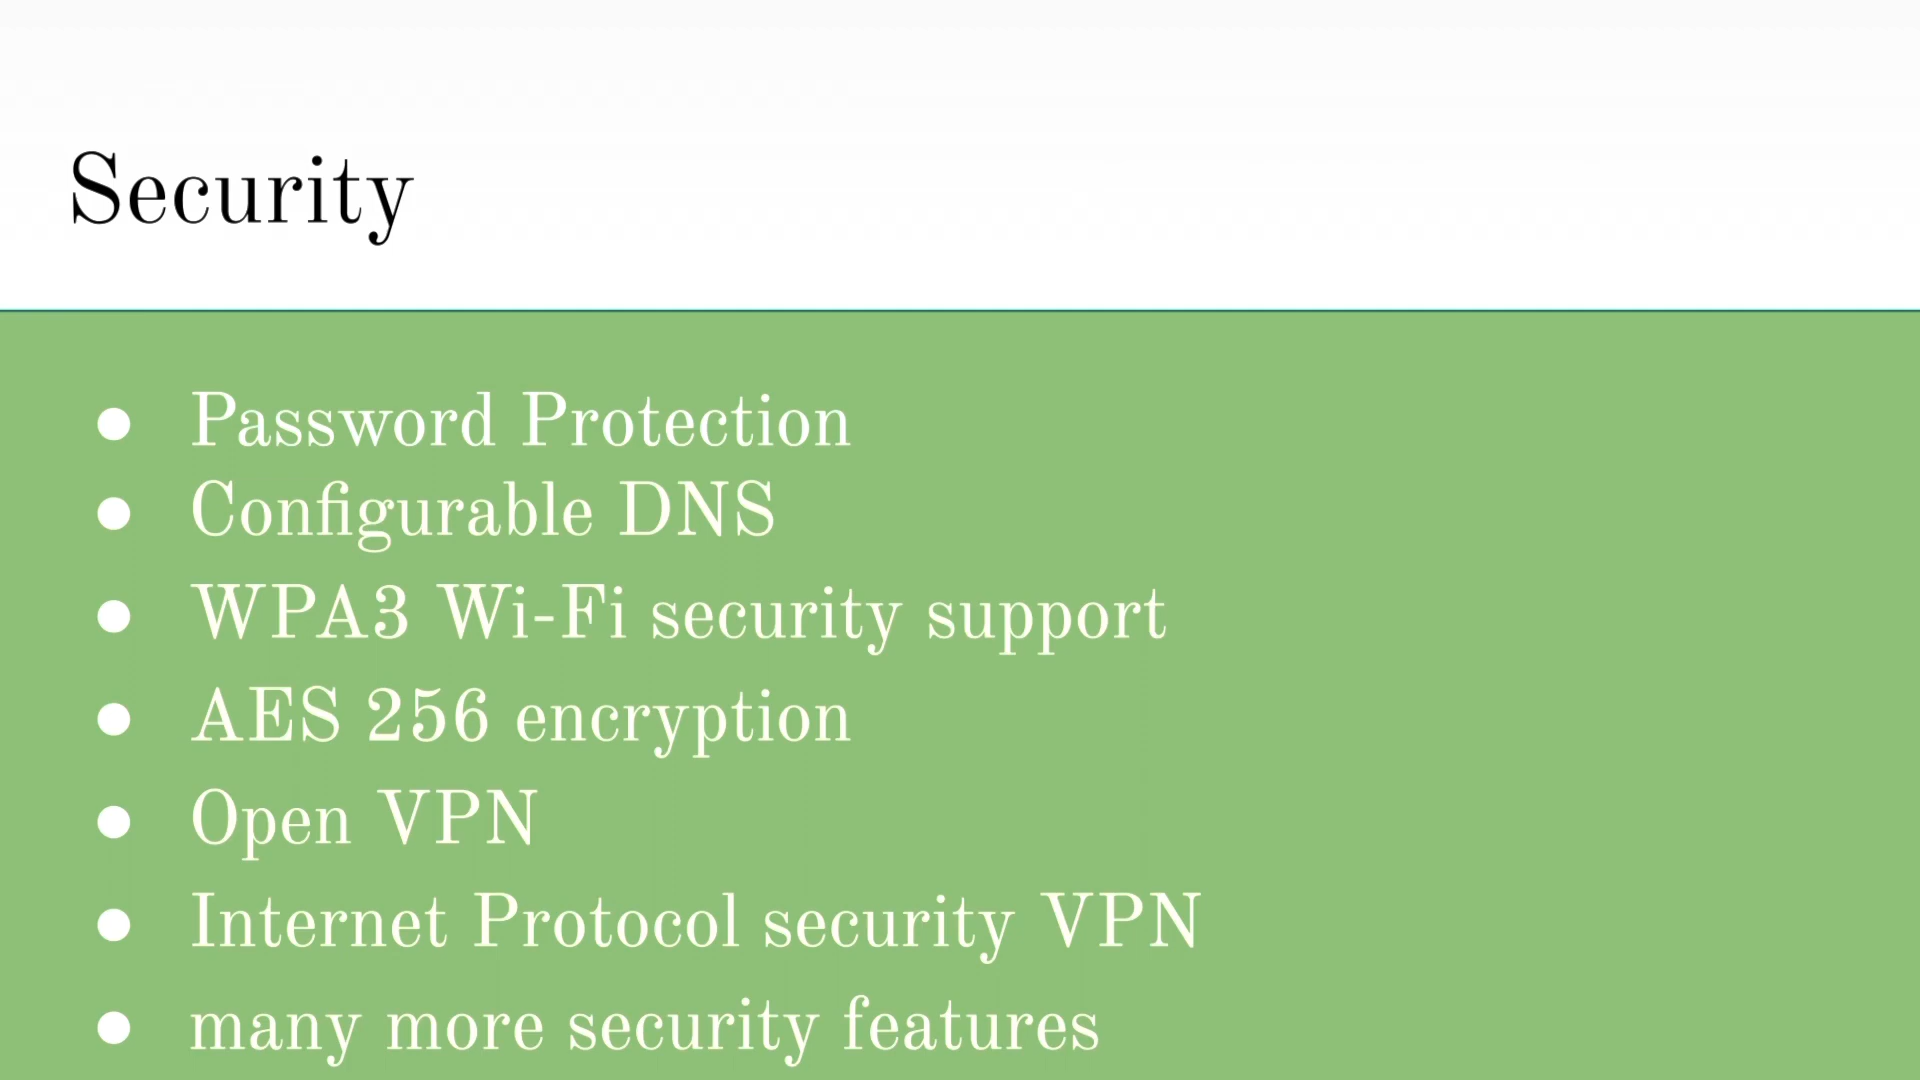 Security
● Password Protection
● Configurable DNS
● WPA3 Wi-Fi security support
● AES 256 encryption
● Open VPN
● Internet Protocol security VPN
● many more security features